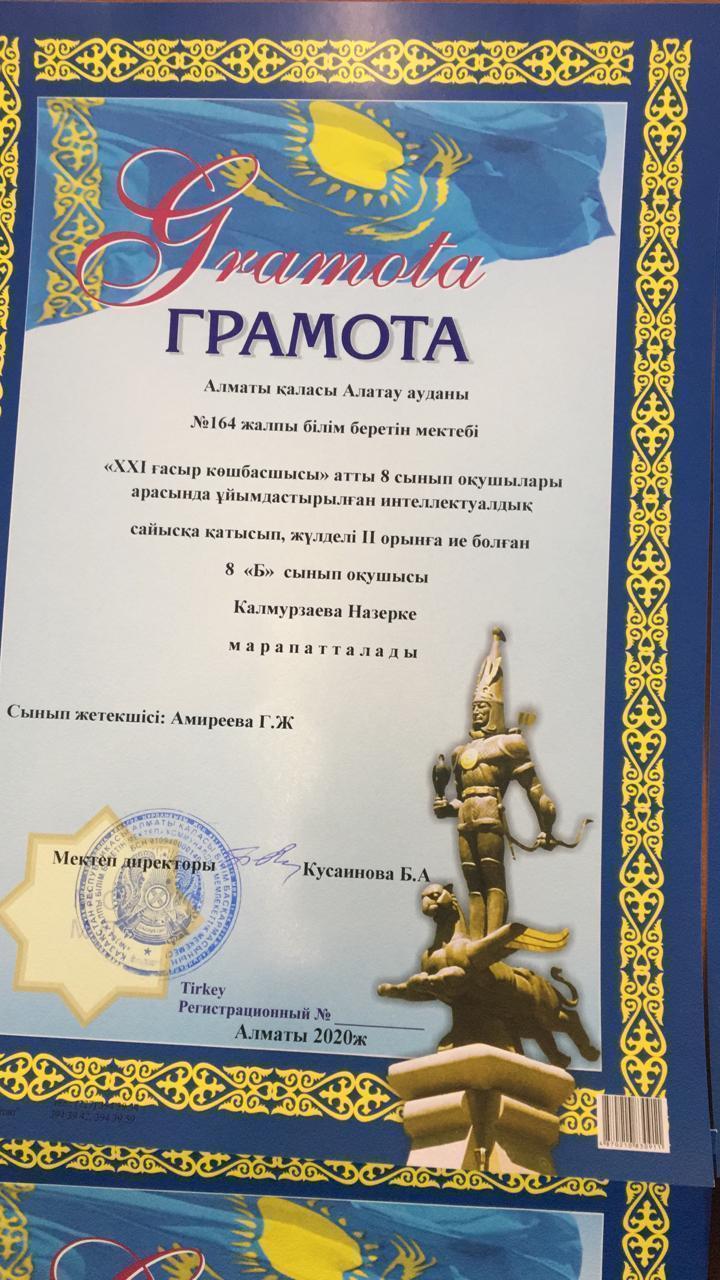 Gramota
ГРАМОТА
Алматы қаласы Алатау ауданы
№164 жалпы білім беретін мектебі
«XXI ғасыр көшбасшысы» атты 8 сынып оқушылары
арасында ұйымдастырылған интеллектуалдық
сайысқа қатысып, жүлделі II орынға ие болған
8 «Б» сынып оқушысы
Калмурзаева Назерке
марапатталады
Сынып жетекшісі: Амиреева Г.Ж
Мектеп директоры
Кусаинова Б.А
Tirkey
Регистрационный №
Алматы 2020ж